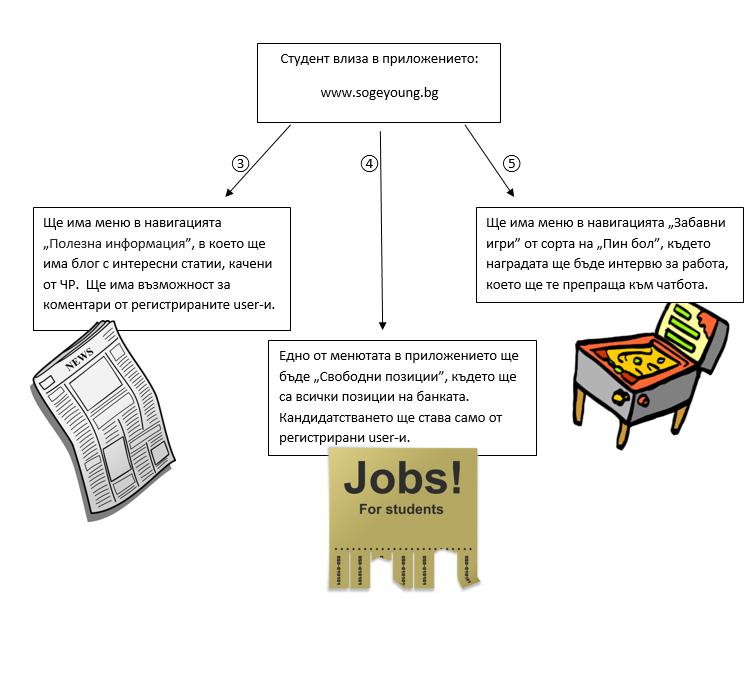 Студент влиза в приложението:
www.sogeyoung.bg
③
④
⑤
Ще има меню в навигацията
„Полезна информация”, в което ще
има блог с интересни статии, качени
от ЧР. Ще има възможност за
коментари от регистрираните user-и.
Ще има меню в навигацията „Забавни
игри” от сорта на „Пин бол”, където
наградата ще бъде интервю за работа,
което ще те препраща към чатбота.
NEWS
Едно от менютата в приложението ще
бъде „Свободни позиции”, където ще
са всички позиции на банката.
Кандидатстването ще става само от
регистрирани user-и.
Jobs!
For students